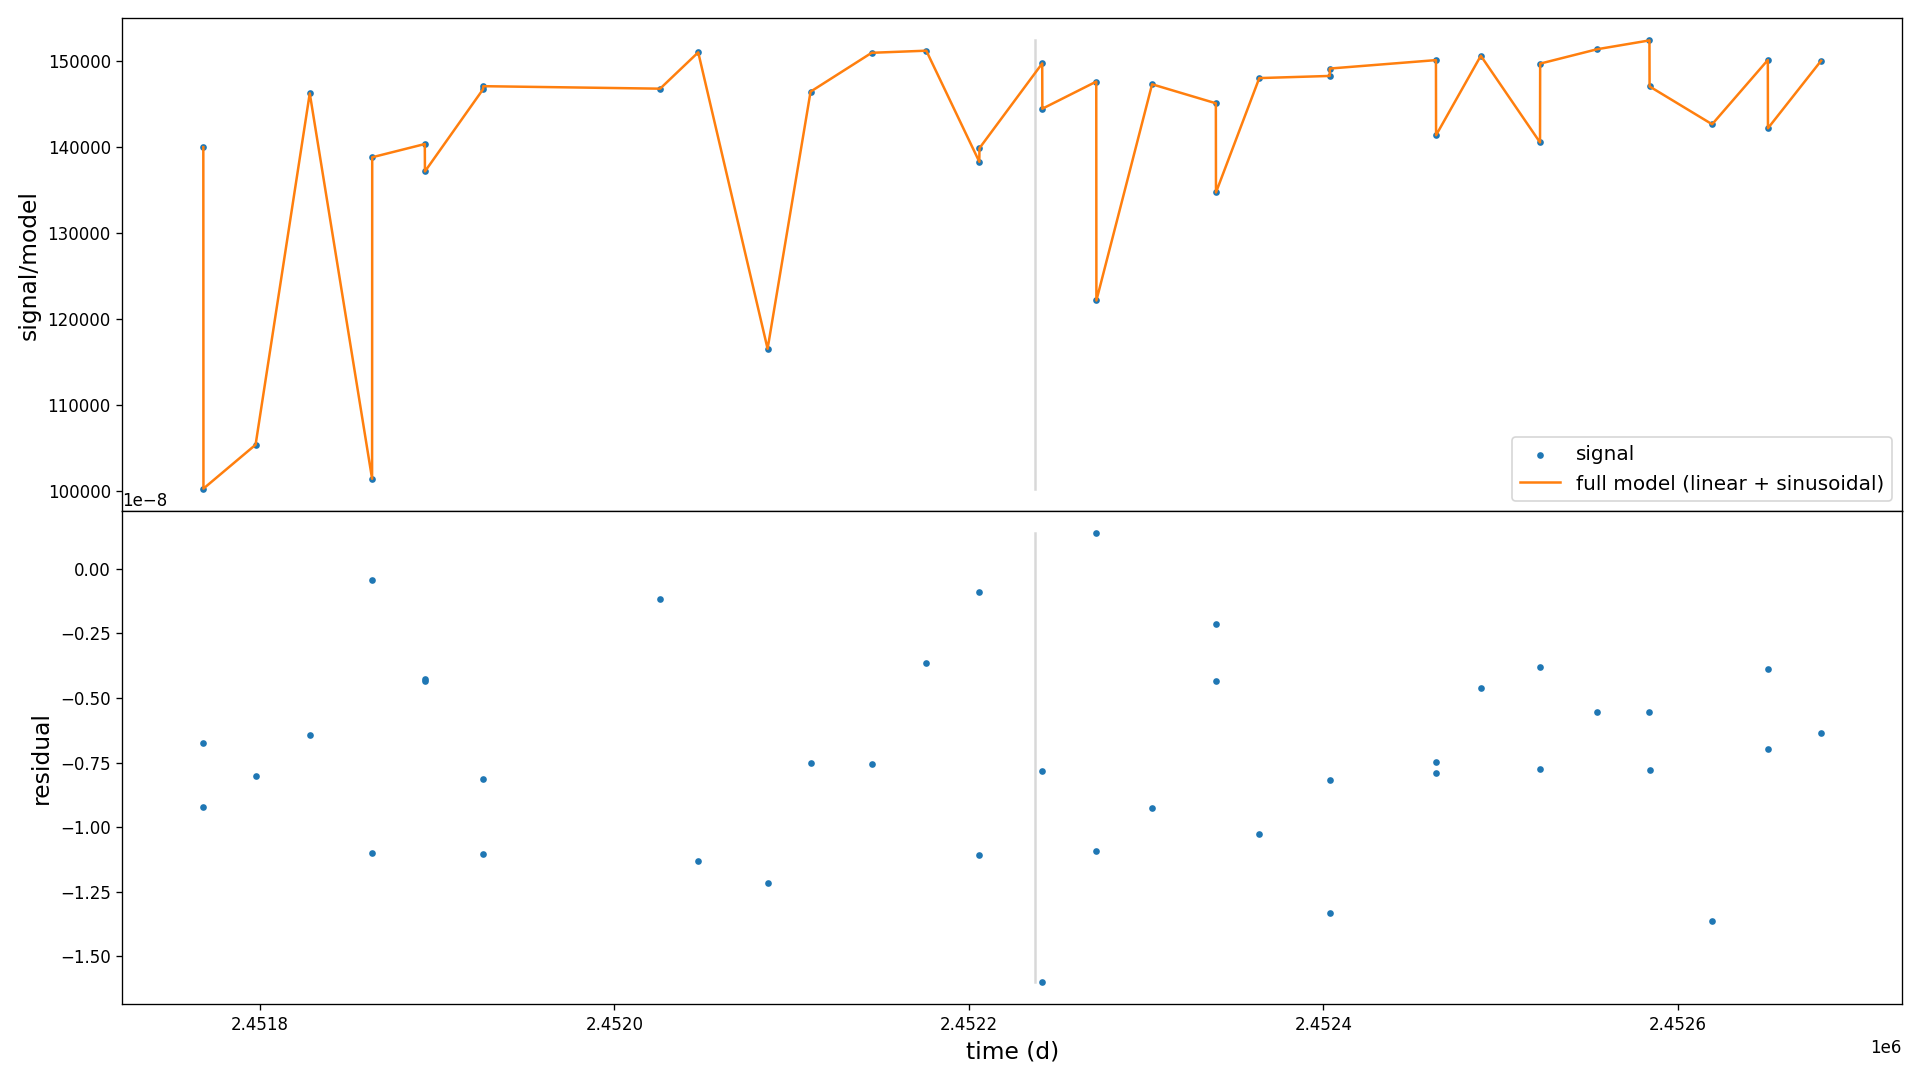 signal/model
150000
140000
130000
120000
110000
100000
signal
full model (linear + sinusoidal)
1e−8
residual
0.00
−0.25
−0.50
−0.75
−1.00
−1.25
−1.50
2.4518
2.4520
2.4522
2.4524
2.4526
time (d)
1e6